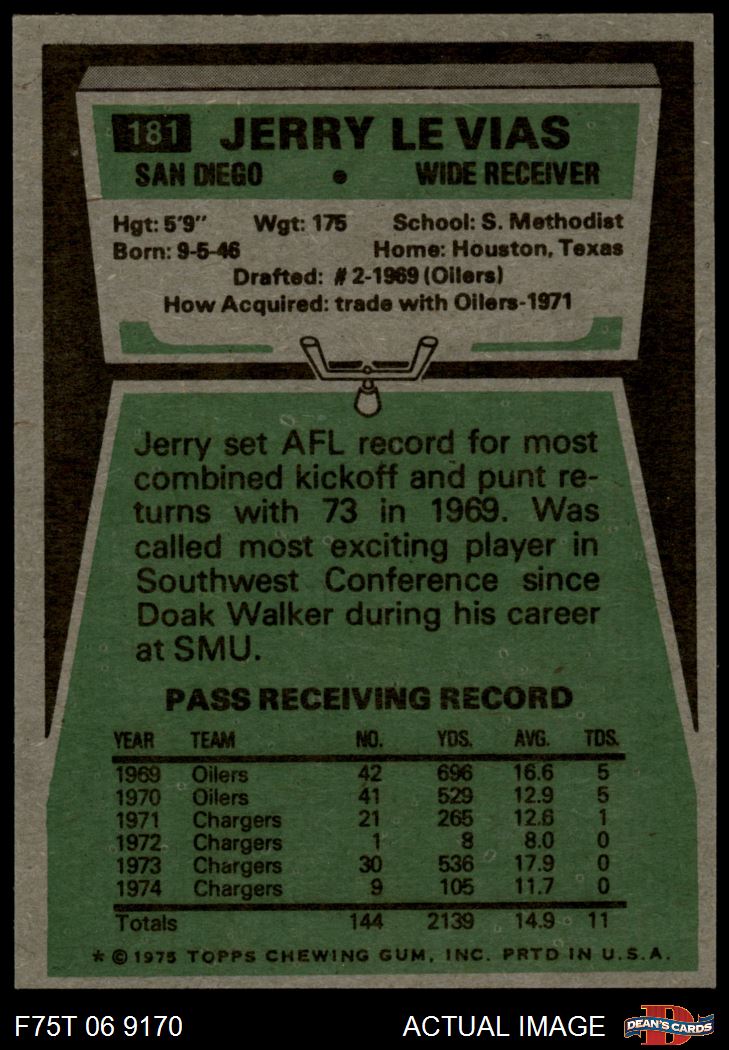 181 JERRY LE VIAS
SAN DIEGO • WIDE RECEIVER
Hgt: 5'9" Wgt: 175 School: S. Methodist
Born: 9-5-46 Home: Houston, Texas
Drafted: # 2-1969 (Oilers)
How Acquired: trade with Oilers-1971
Jerry set AFL record for most
combined kickoff and punt re-
turns with 73 in 1969. Was
called most exciting player in
Southwest Conference since
Doak Walker during his career
at SMU.
PASS RECEIVING RECORD
YEAR TEAM NO. YDS. AVG. TDS.
1969 Oilers 42 696 16.6 5
1970 Oilers 41 529 12.9 5
1971 Chargers 21 265 12.6 1
1972 Chargers 1 8 8.0 0
1973 Chargers 30 536 17.9 0
1974 Chargers 9 105 11.7 0
Totals 144 2139 14.9 11
* © 1975 TOPPS CHEWING GUM, INC. PRTD IN U.S.A.
F75T 06 9170 ACTUAL IMAGE DEAN'S CARDS